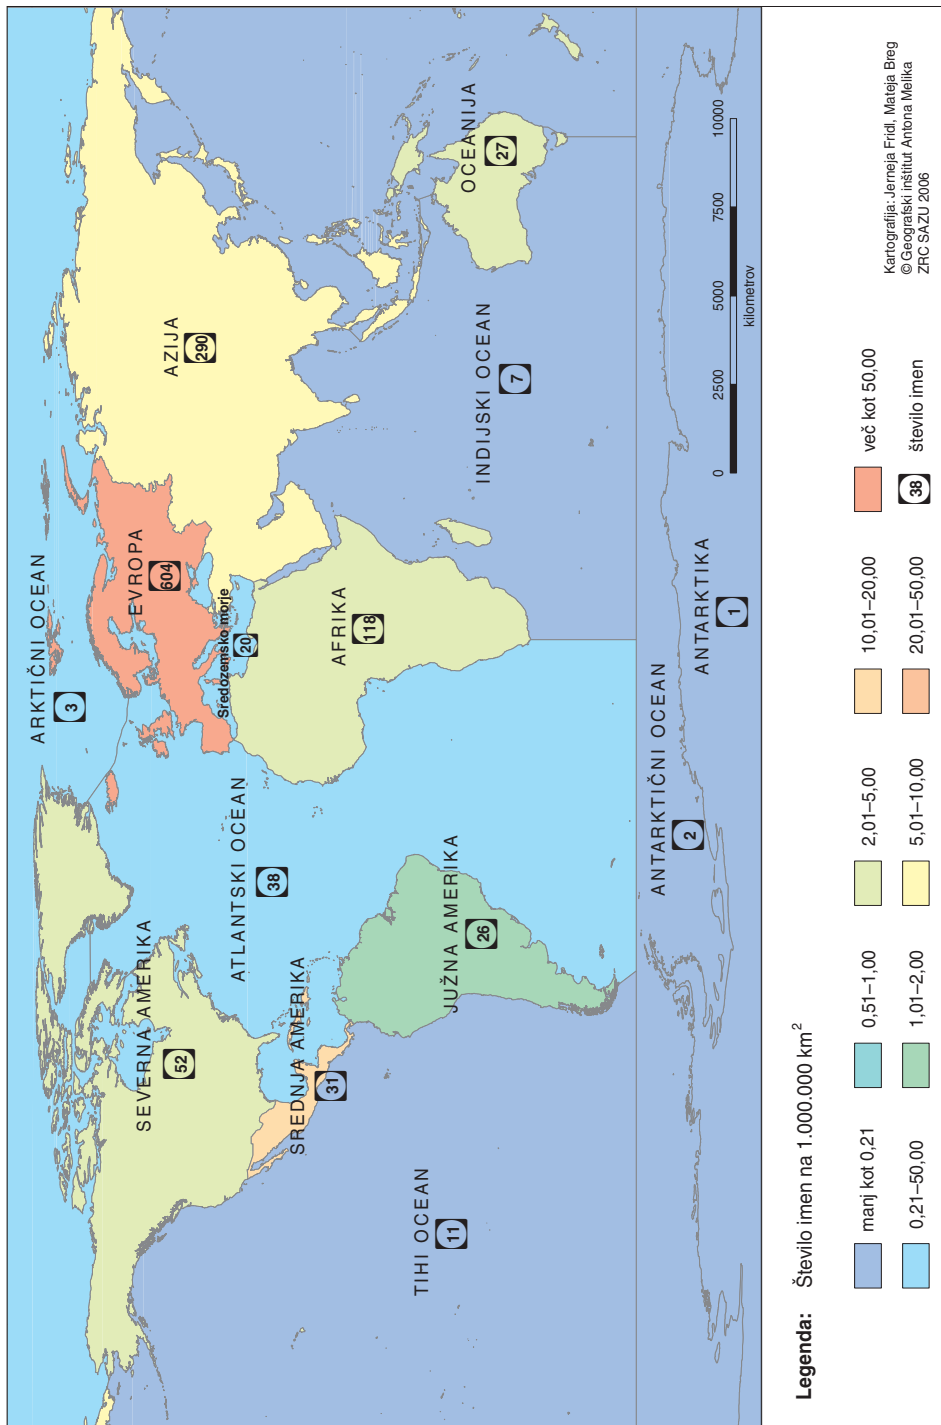 ARKTIČNI OCEAN
3
SEVERNA AMERIKA
52
EVROPA
604
AZIJA
290
Sredozemsko morje
20
ATLANTSKI OCEAN
38
SREDNJA AMERIKA
31
AFRIKA
118
TIHI OCEAN
11
JUŽNA AMERIKA
26
INDIJSKI OCEAN
7
OCEANIJA
27
ANTARKTIČNI OCEAN
2
ANTARKTIKA
1
0 2500 5000 7500 10000
kilometrov
Legenda: Število imen na 1.000.000 km²
manj kot 0,21
0,51–1,00
2,01–5,00
10,01–20,00
več kot 50,00
0,21–50,00
1,01–2,00
5,01–10,00
20,01–50,00
38 število imen
Kartografija: Jerneja Fridl, Mateja Breg
© Geografski inštitut Antona Melika
ZRC SAZU 2006